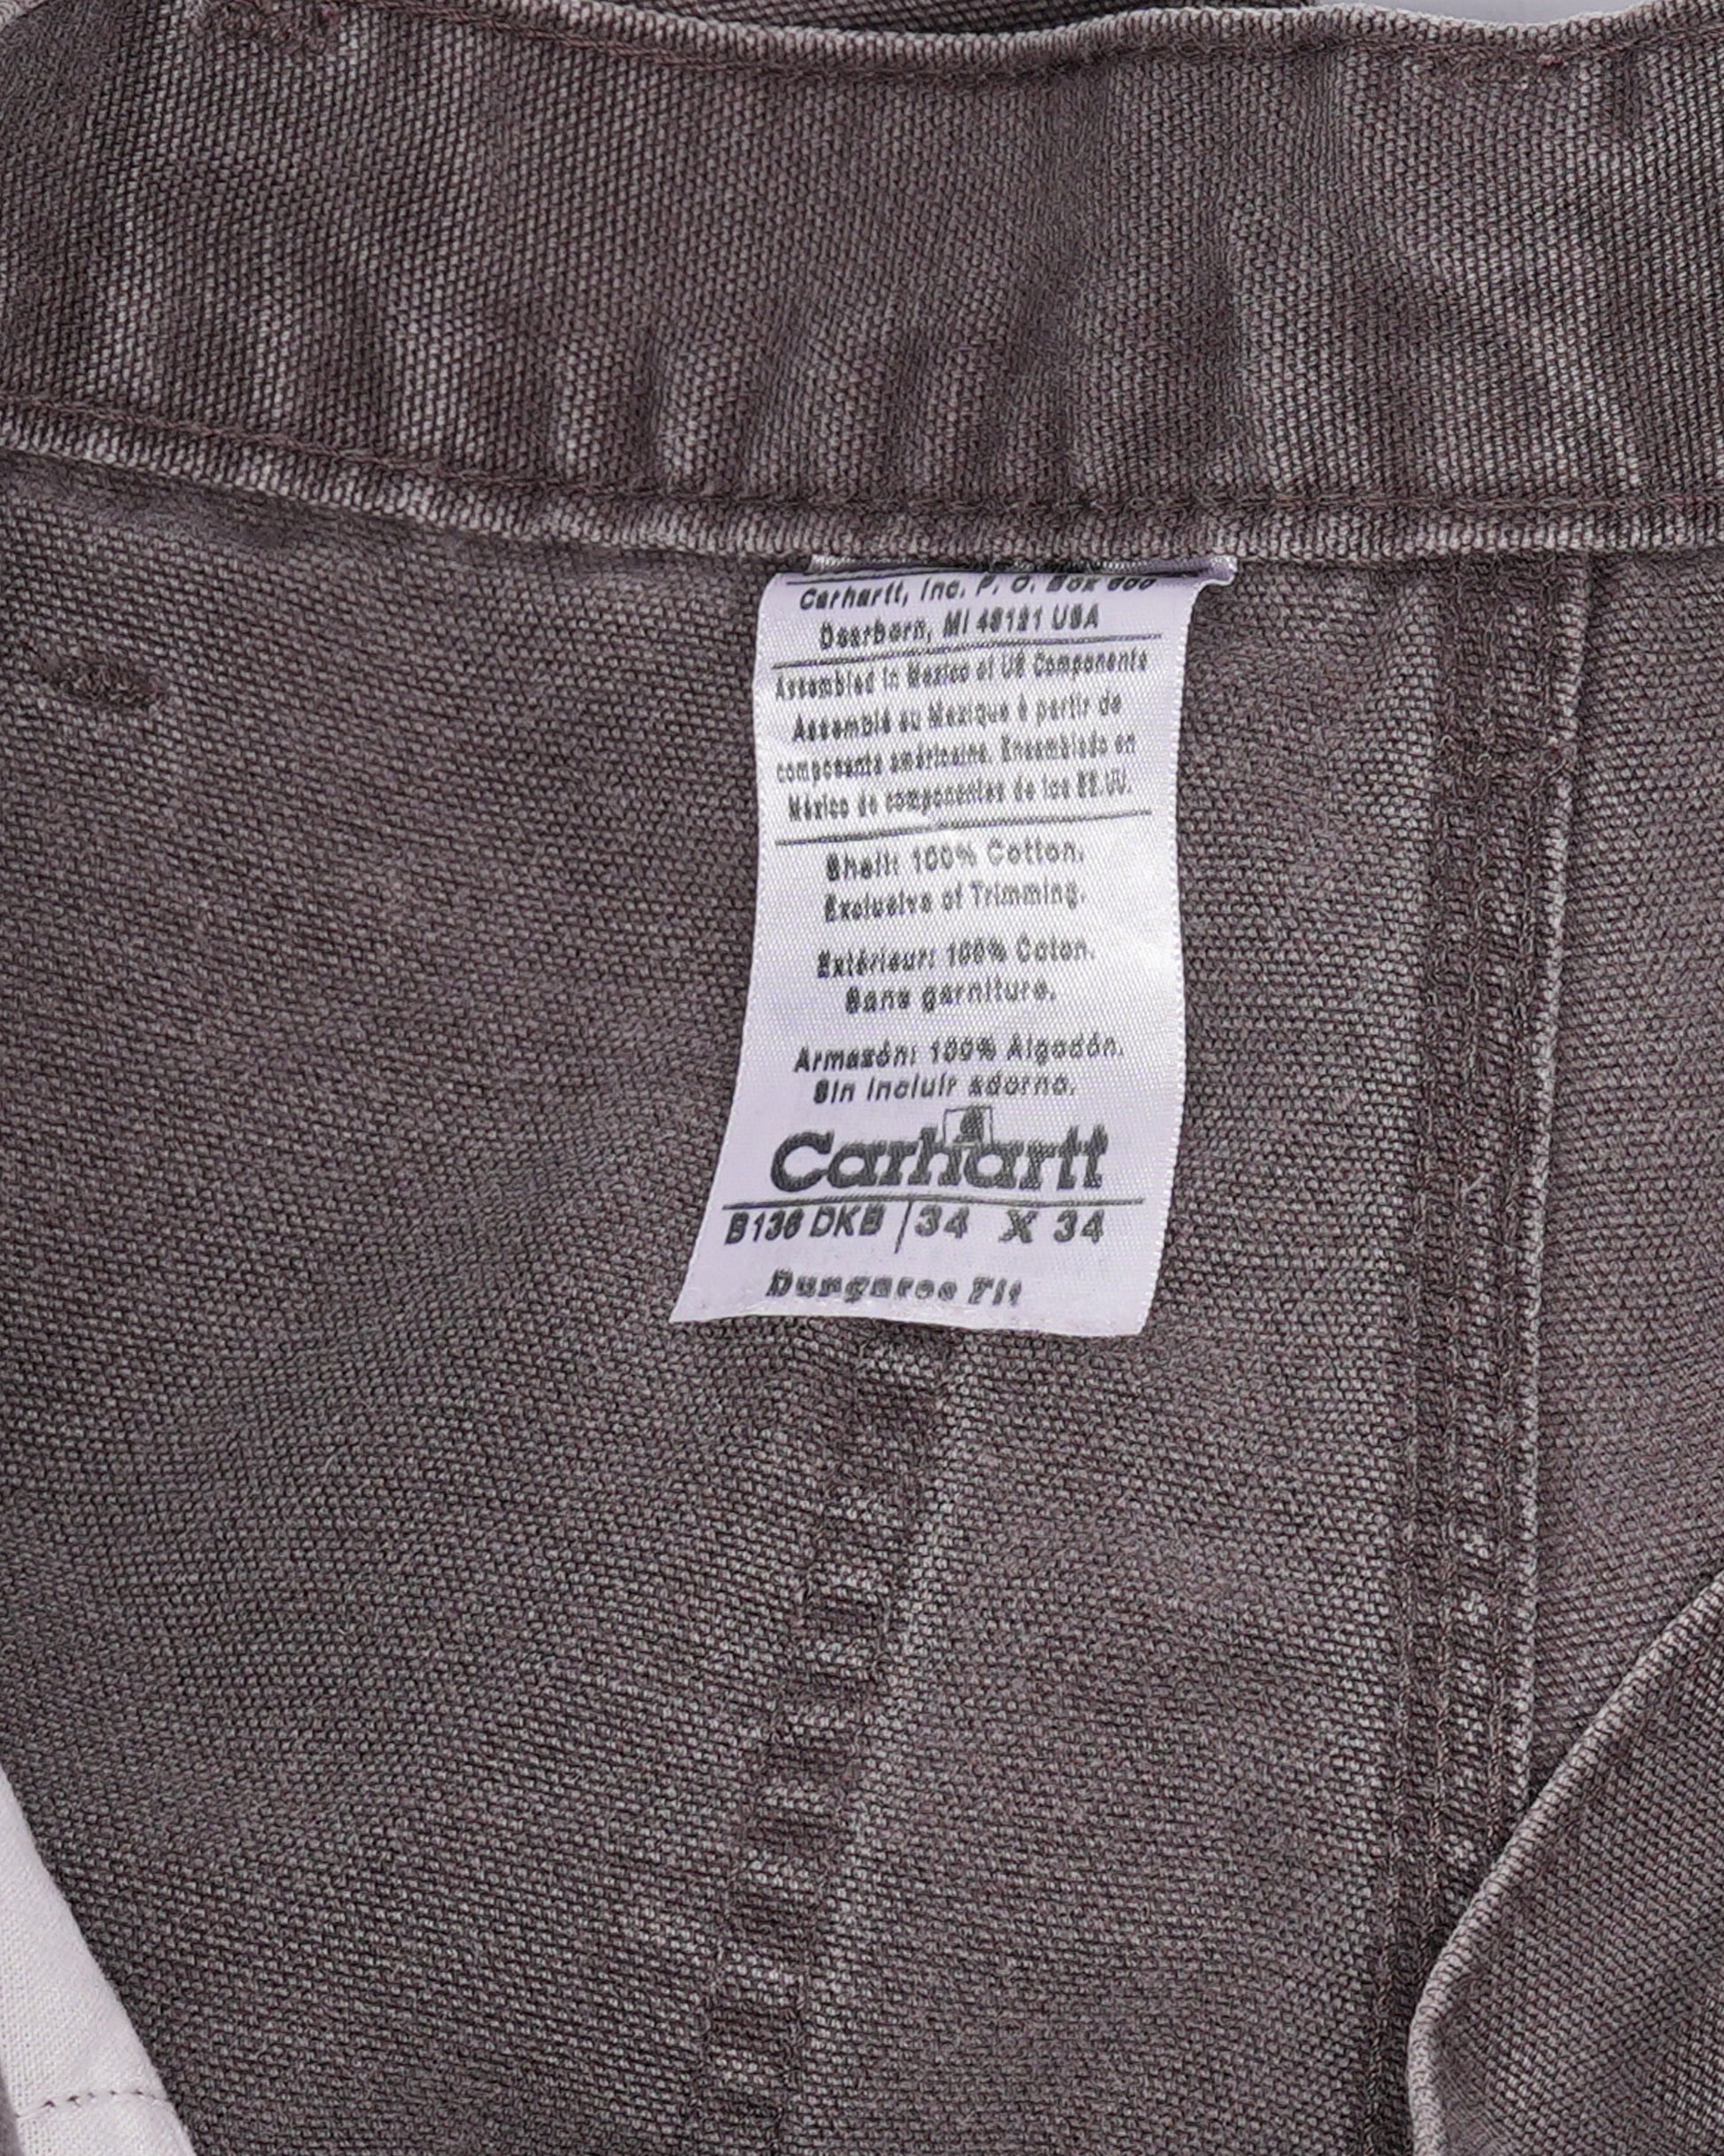 Carhartt, Inc. P. O. Box 600
Dearborn, MI 48121 USA
Assembled in Mexico of US Components
Assemblé au Mexique à partir de
composants américains. Ensamblado en
México de componentes de los EE.UU.
Shell: 100% Cotton.
Exclusive of Trimming.
Extérieur: 100% Coton.
Sans garniture.
Armazón: 100% Algodón.
Sin incluir adorno.
Carhartt
B136 DKB / 34 X 34
Dungaree Fit